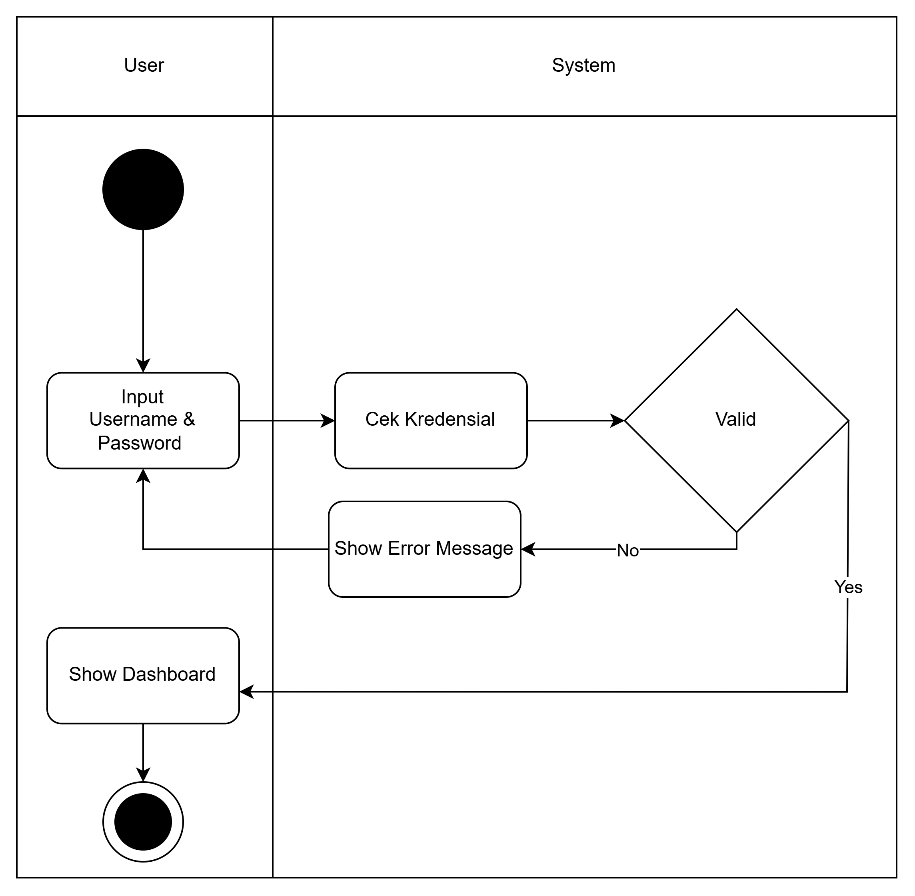 User
System
Input
Username &
Password
Cek Kredensial
Valid
Show Error Message
No
Yes
Show Dashboard